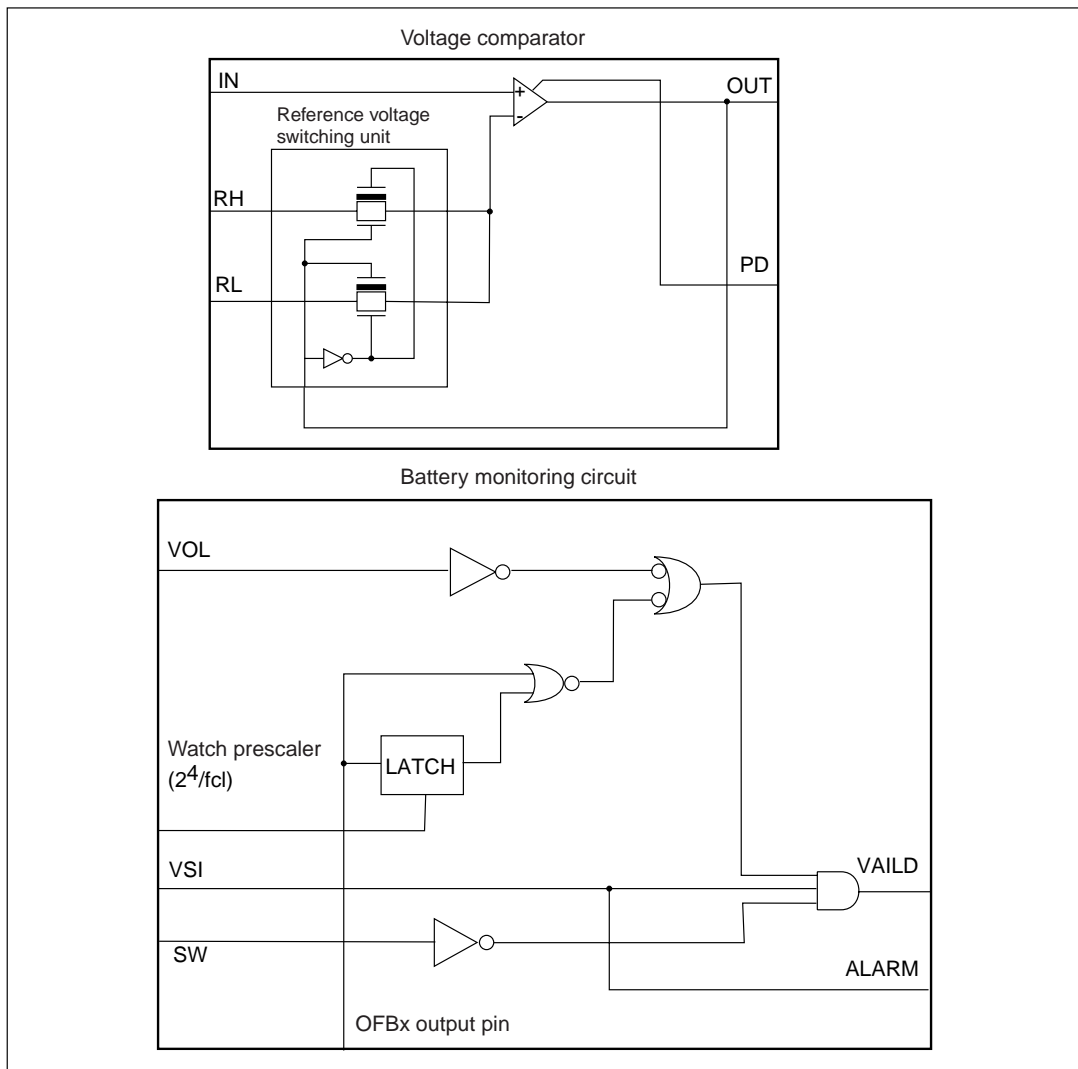 Voltage comparator
IN
OUT
+
-
Reference voltage
switching unit
RH
PD
RL
Battery monitoring circuit
VOL
Watch prescaler
(2⁴/fcl)
LATCH
VSI
VAILD
SW
ALARM
OFBx output pin